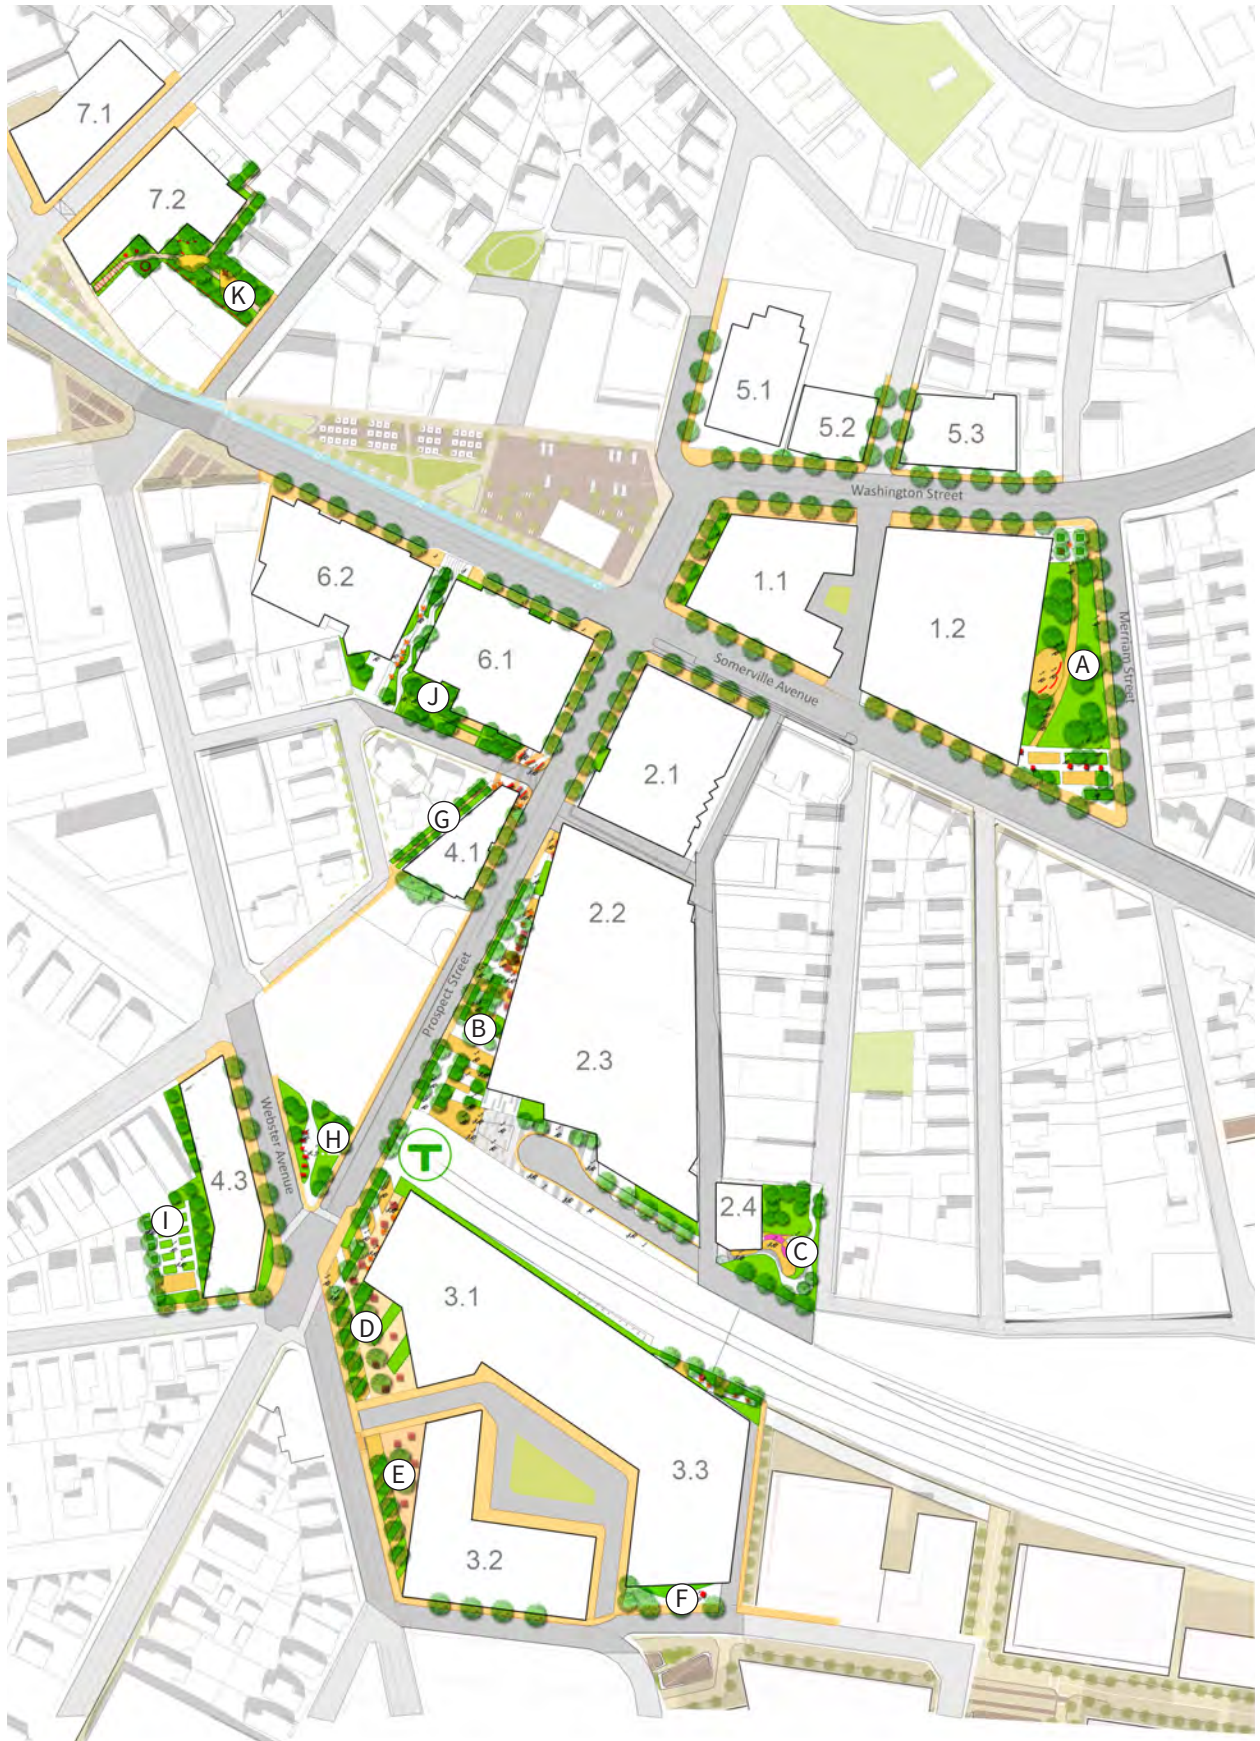 7.1
7.2
K
5.1
5.2
5.3
Washington Street
6.2
1.1
1.2
6.1
Somerville Avenue
Merriam Street
A
J
2.1
G
4.1
2.2
Prospect Street
B
2.3
Webster Avenue
H
T
4.3
I
2.4
C
3.1
D
3.3
E
3.2
F